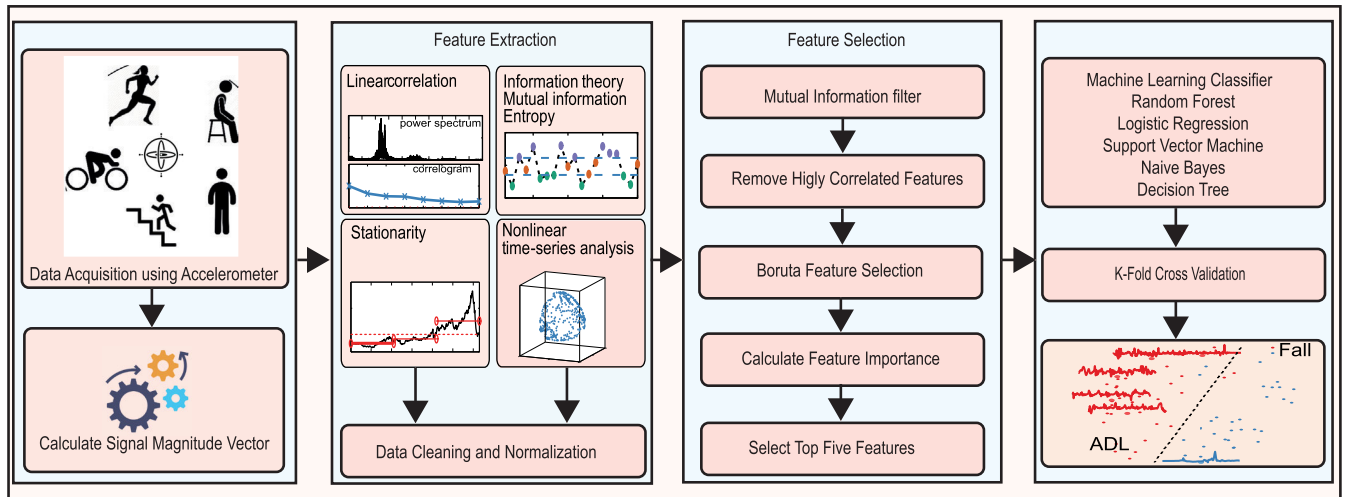 Data Acquisition using Accelerometer
Calculate Signal Magnitude Vector
Feature Extraction
Linearcorrelation
power spectrum
correlogram
Information theory
Mutual information
Entropy
Stationarity
Nonlinear
time-series analysis
Data Cleaning and Normalization
Feature Selection
Mutual Information filter
Remove Higly Correlated Features
Boruta Feature Selection
Calculate Feature Importance
Select Top Five Features
Machine Learning Classifier
Random Forest
Logistic Regression
Support Vector Machine
Naive Bayes
Decision Tree
K-Fold Cross Validation
Fall
ADL